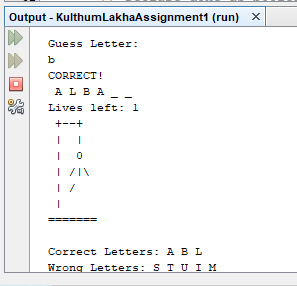 Output - KulthumLakhaAssignment1 (run) ×
Guess Letter:
b
CORRECT!
 A L B A _ _
Lives left: 1
 +--+
 |  |
 |  O
 | /|\
 | /
 |
=======

Correct Letters: A B L
Wrong Letters: S T U I M